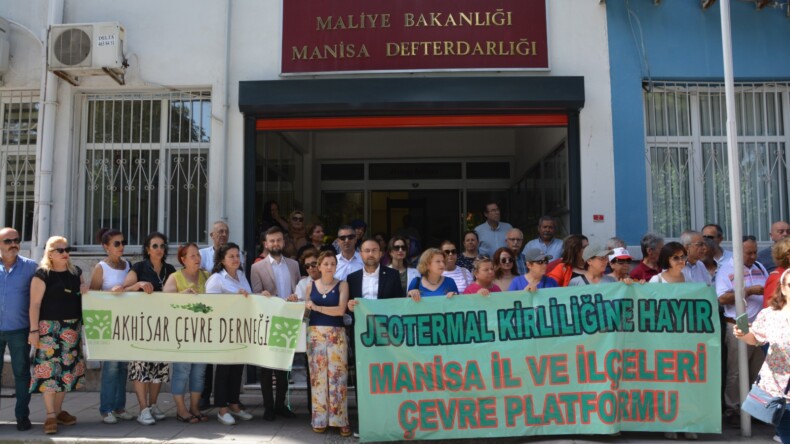 MALİYE BAKANLIĞI
MANİSA DEFTERDARLIĞI
AKHİSAR ÇEVRE DERNEĞİ
JEOTERMAL KİRLİLİĞİNE HAYIR
MANİSA İL VE İLÇELERİ
ÇEVRE PLATFORMU